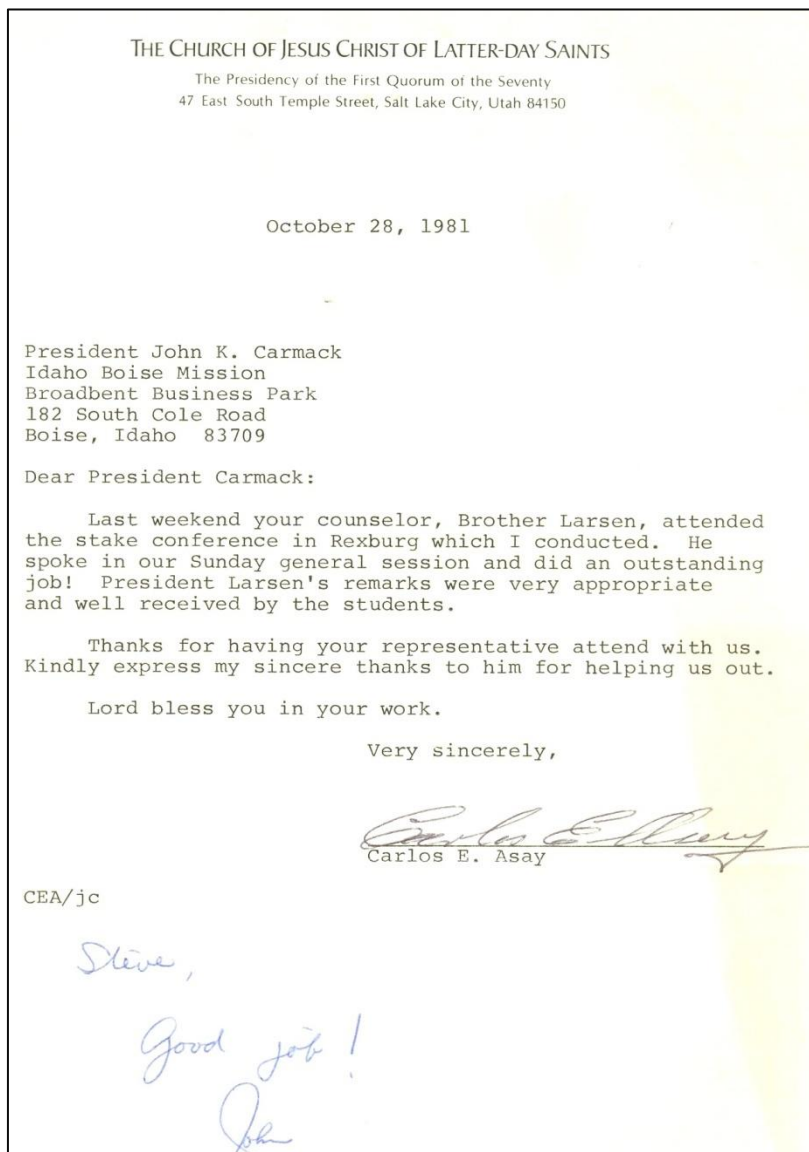 THE CHURCH OF JESUS CHRIST OF LATTER-DAY SAINTS
The Presidency of the First Quorum of the Seventy
47 East South Temple Street, Salt Lake City, Utah 84150
October 28, 1981
President John K. Carmack
Idaho Boise Mission
Broadbent Business Park
182 South Cole Road
Boise, Idaho  83709
Dear President Carmack:
Last weekend your counselor, Brother Larsen, attended
the stake conference in Rexburg which I conducted.  He
spoke in our Sunday general session and did an outstanding
job!  President Larsen's remarks were very appropriate
and well received by the students.
Thanks for having your representative attend with us.
Kindly express my sincere thanks to him for helping us out.
Lord bless you in your work.
Very sincerely,
Carlos E Asay
Carlos E. Asay
CEA/jc
Steve,
Good job!
John